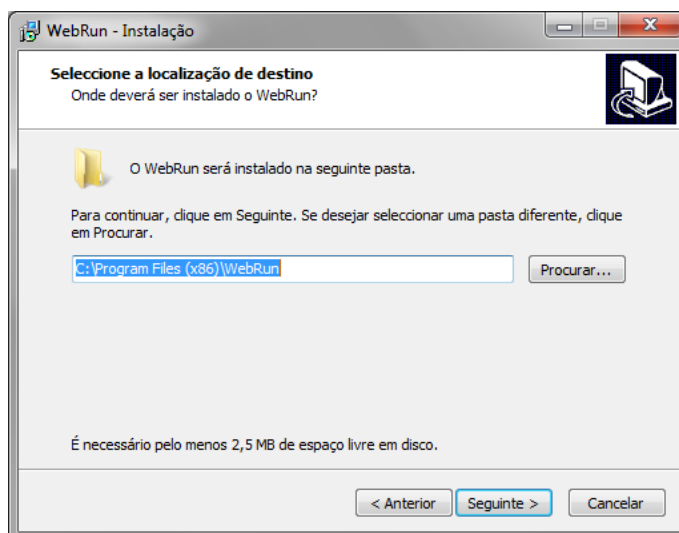 WebRun - Instalação
Seleccione a localização de destino
Onde deverá ser instalado o WebRun?
O WebRun será instalado na seguinte pasta.
Para continuar, clique em Seguinte. Se desejar seleccionar uma pasta diferente, clique
em Procurar.
C:\Program Files (x86)\WebRun
Procurar...
É necessário pelo menos 2,5 MB de espaço livre em disco.
< Anterior
Seguinte >
Cancelar